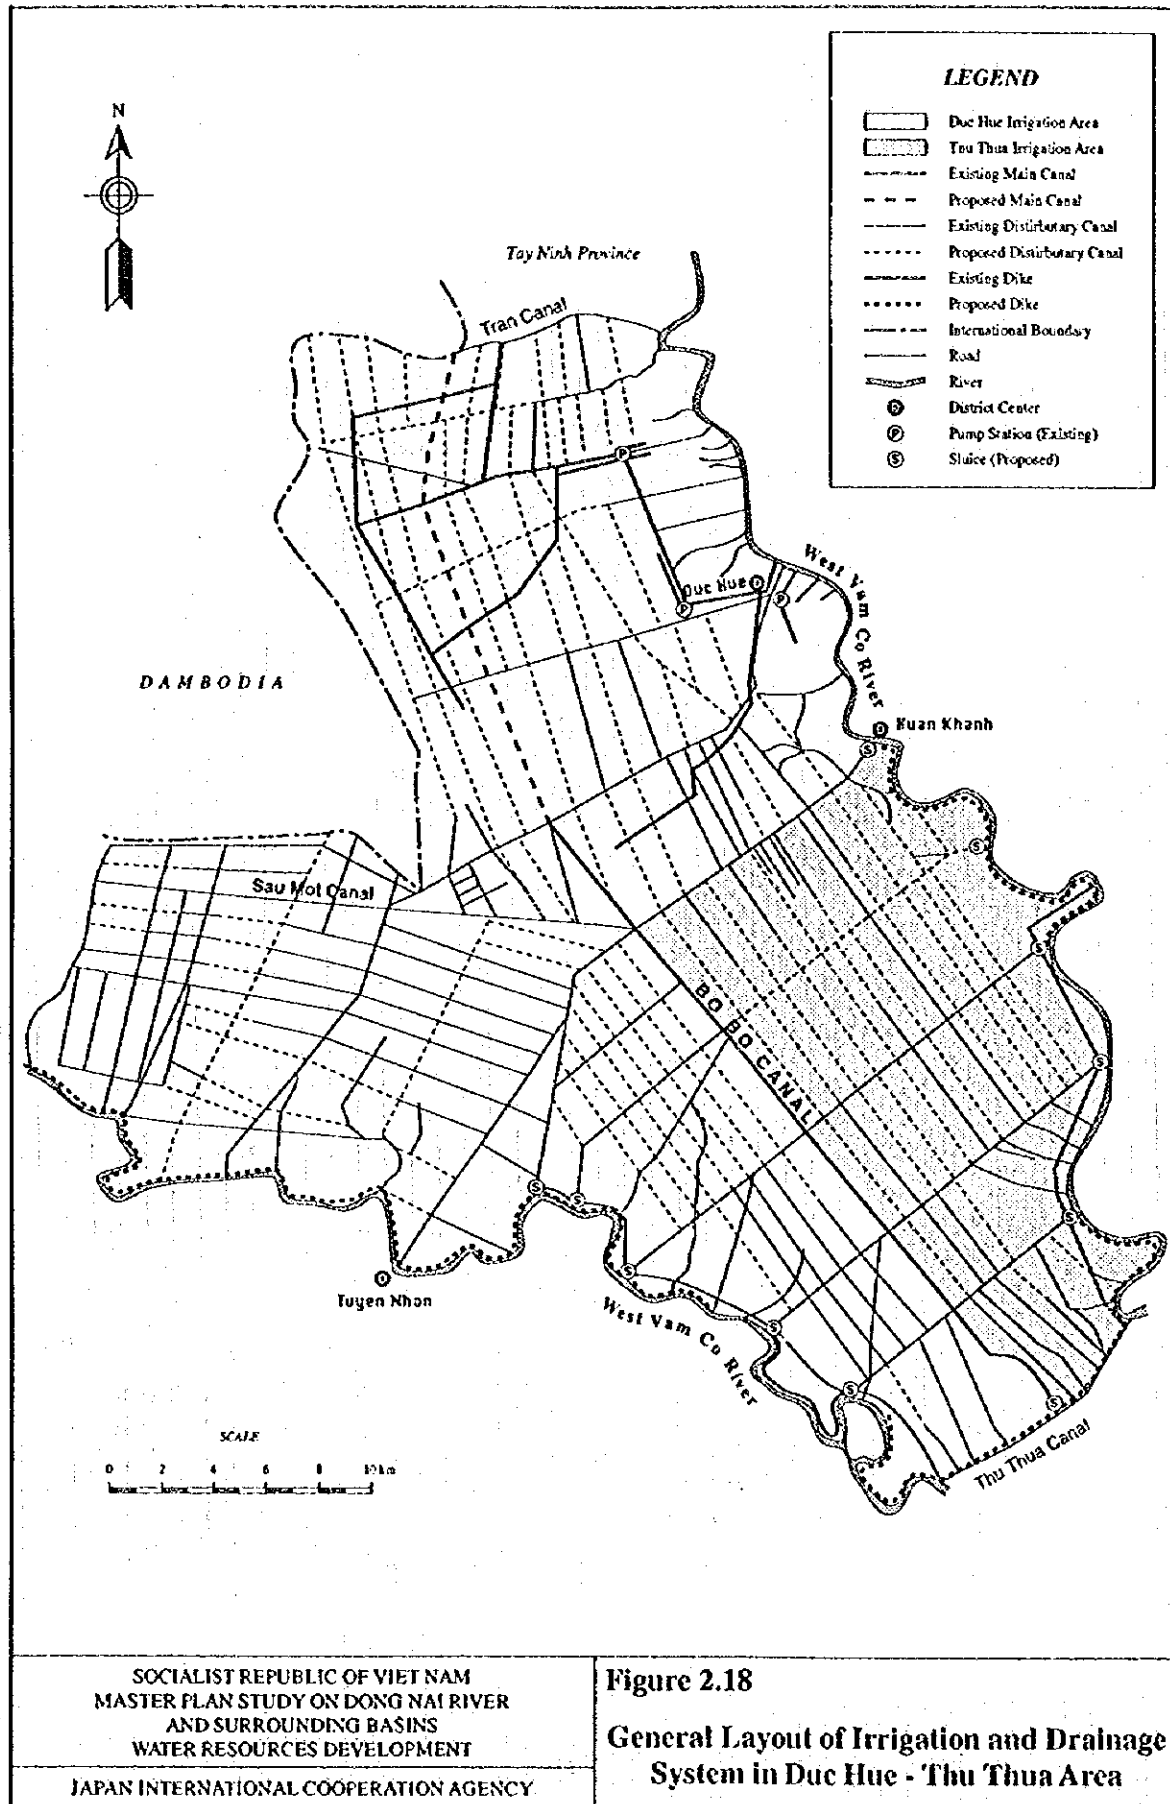 LEGEND
Duc Hue Irrigation Area
Thu Thua Irrigation Area
Existing Main Canal
Proposed Main Canal
Existing Distirbutary Canal
Proposed Distirbutary Canal
Existing Dike
Proposed Dike
International Boundary
Road
River
D District Center
P Pump Station (Existing)
S Sluice (Proposed)
N
Tay Ninh Province
Tran Canal
P
West Vam Co River
Duc Hue D
P
P
DAMBODIA
D Kuan Khanh
S
S
Sau Mot Canal
S
BO BO CANAL
S
S
S
S
D
Tuyen Nhon
S
West Vam Co River
S
S
S
Thu Thua Canal
SCALE
0 2 4 6 8 10 km
SOCIALIST REPUBLIC OF VIET NAM
MASTER PLAN STUDY ON DONG NAI RIVER
AND SURROUNDING BASINS
WATER RESOURCES DEVELOPMENT
JAPAN INTERNATIONAL COOPERATION AGENCY
Figure 2.18
General Layout of Irrigation and Drainage
System in Duc Hue - Thu Thua Area